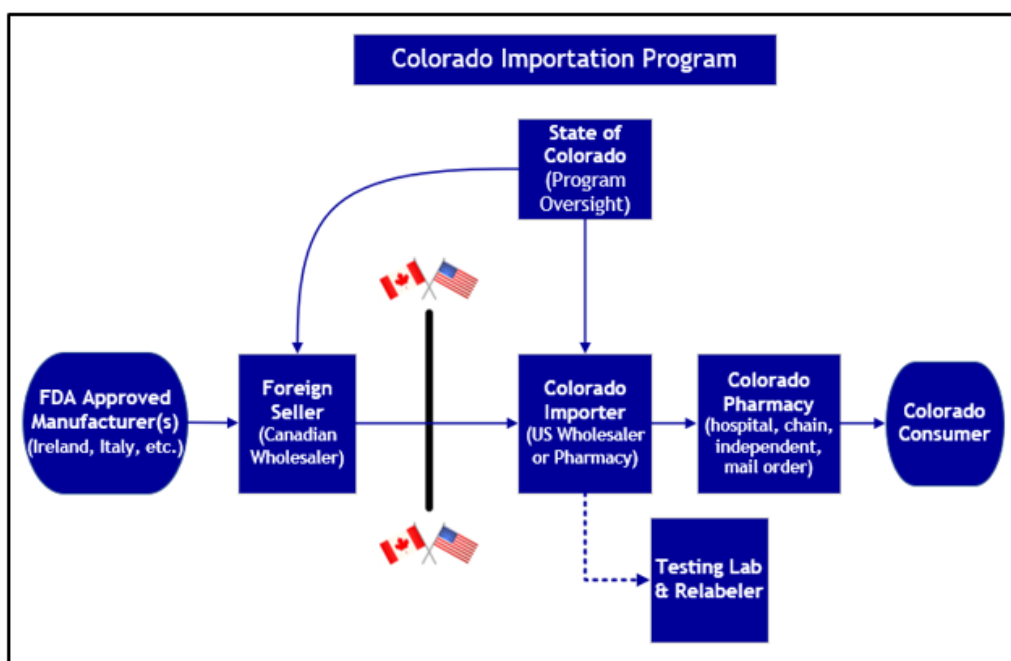 Colorado Importation Program
State of
Colorado
(Program
Oversight)
FDA Approved
Manufacturer(s)
(Ireland, Italy, etc.)
Foreign
Seller
(Canadian
Wholesaler)
Colorado
Importer
(US Wholesaler
or Pharmacy)
Colorado
Pharmacy
(hospital, chain,
independent,
mail order)
Colorado
Consumer
Testing Lab
& Relabeler